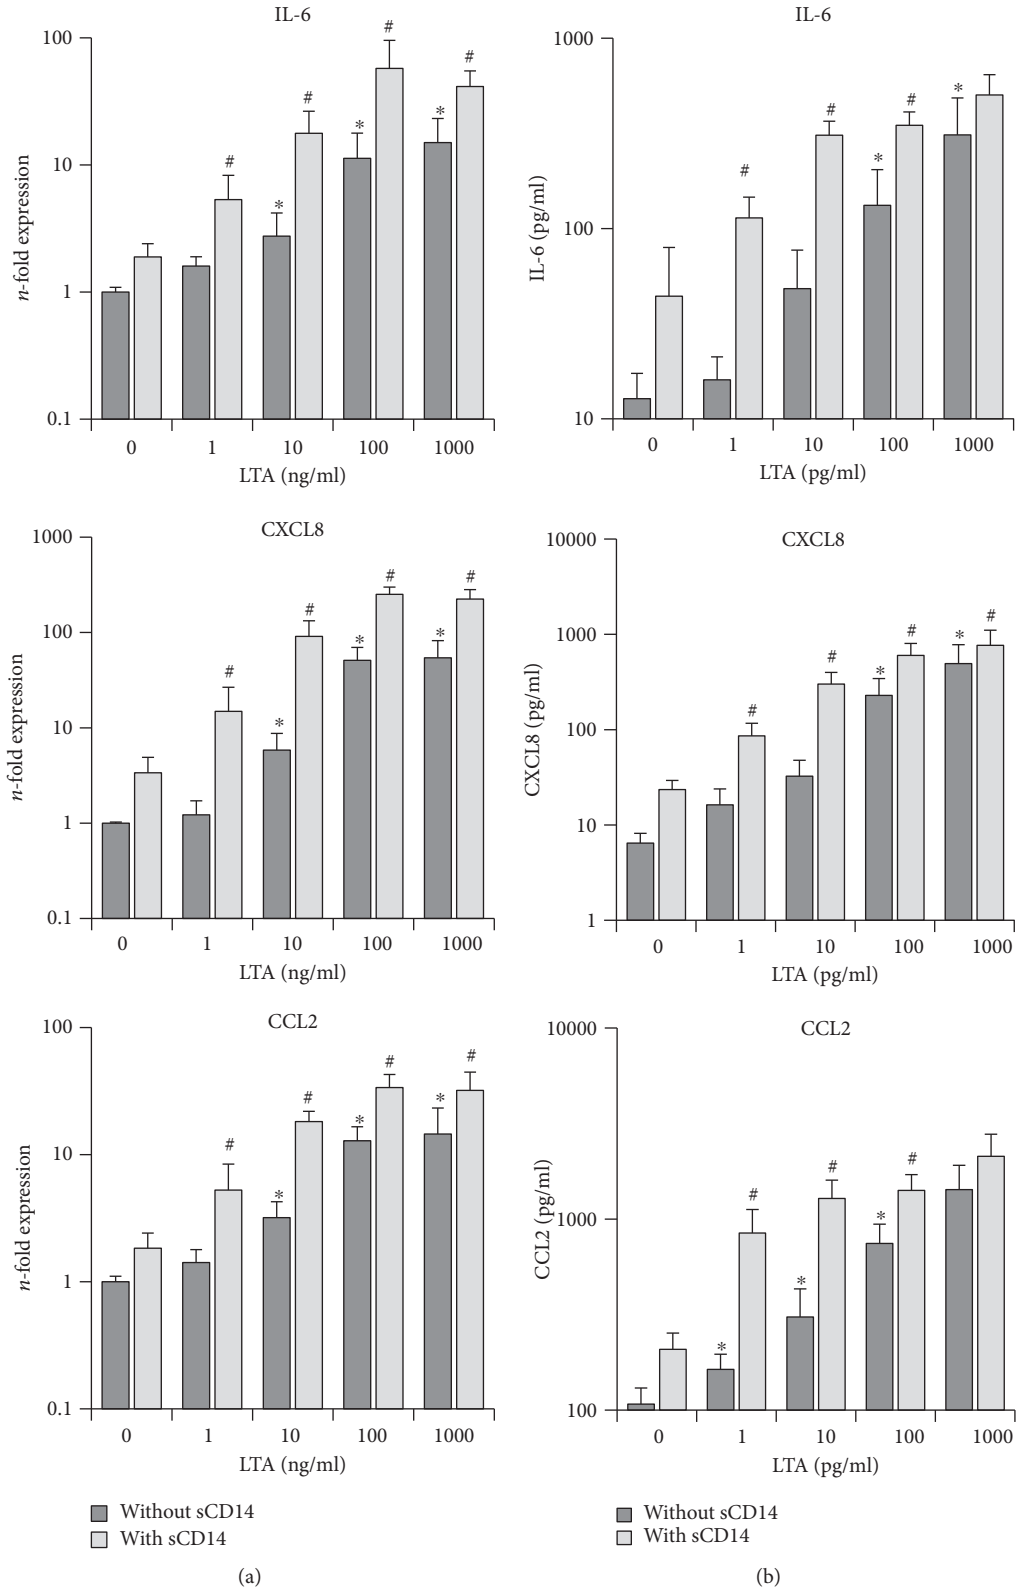 IL-6
100
10
1
0.1
n-fold expression
# # # #
* * *
0 1 10 100 1000
LTA (ng/ml)
IL-6
1000
100
10
IL-6 (pg/ml)
# # #
* *
0 1 10 100 1000
LTA (pg/ml)
CXCL8
1000
100
10
1
0.1
n-fold expression
# # # #
* * *
0 1 10 100 1000
LTA (ng/ml)
CXCL8
10000
1000
100
10
1
CXCL8 (pg/ml)
# # # #
* *
0 1 10 100 1000
LTA (pg/ml)
CCL2
100
10
1
0.1
n-fold expression
# # # #
* * *
0 1 10 100 1000
LTA (ng/ml)
CCL2
10000
1000
100
CCL2 (pg/ml)
# # #
* * *
0 1 10 100 1000
LTA (pg/ml)
Without sCD14
With sCD14
(a)
Without sCD14
With sCD14
(b)